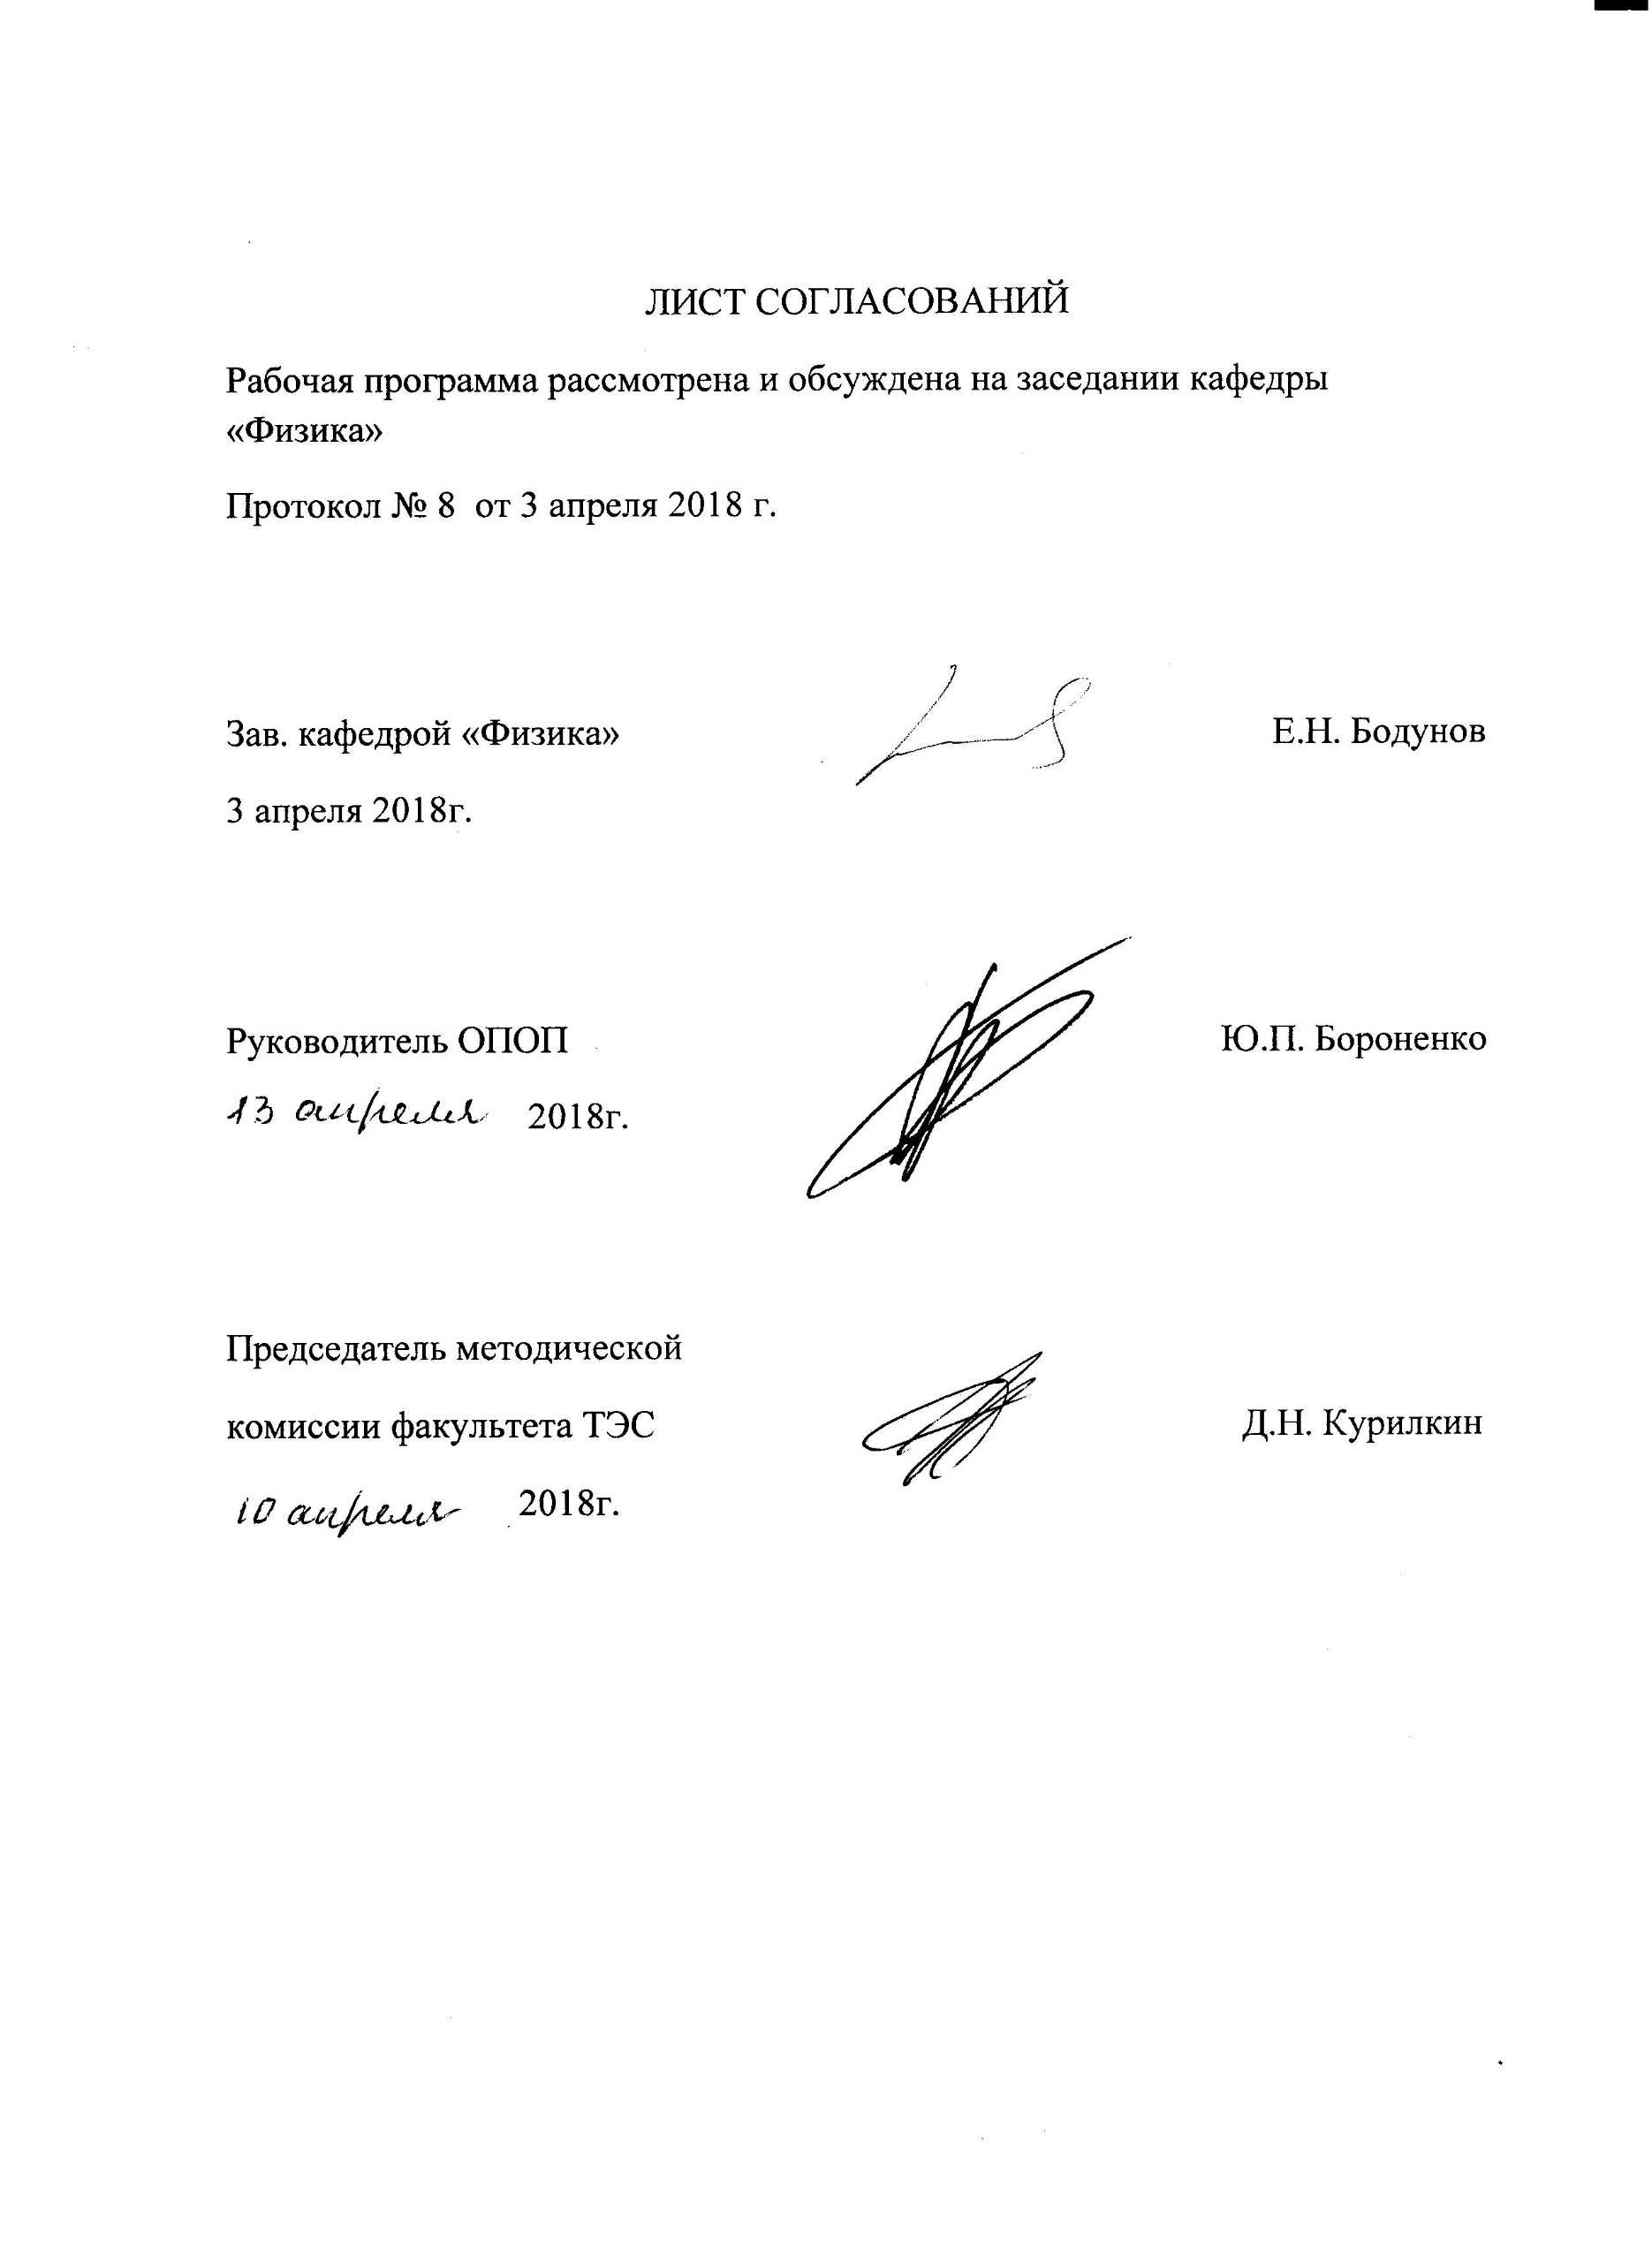 ЛИСТ СОГЛАСОВАНИЙ
Рабочая программа рассмотрена и обсуждена на заседании кафедры
«Физика»
Протокол № 8 от 3 апреля 2018 г.
Зав. кафедрой «Физика» Е.Н. Бодунов
3 апреля 2018г.
Руководитель ОПОП Ю.П. Бороненко
13 апреля 2018г.
Председатель методической
комиссии факультета ТЭС Д.Н. Курилкин
10 апреля 2018г.